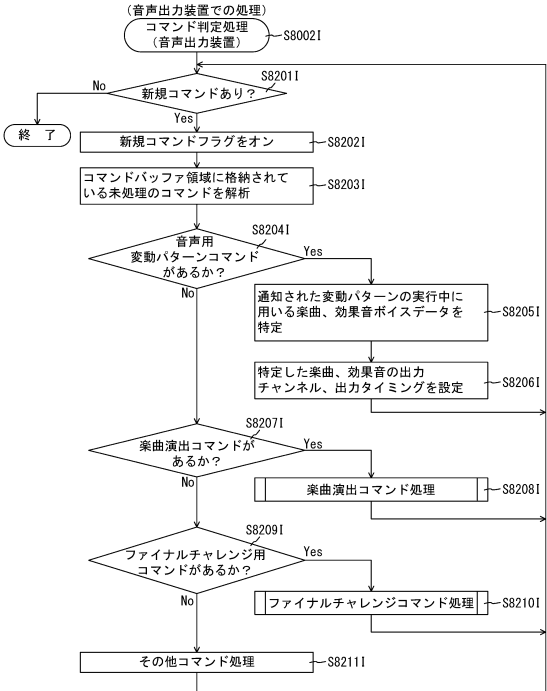 (音声出力装置での処理)
コマンド判定処理
(音声出力装置)
S8002I
S8201I
新規コマンドあり？
No
Yes
終 了
新規コマンドフラグをオン
S8202I
コマンドバッファ領域に格納されて
いる未処理のコマンドを解析
S8203I
S8204I
音声用
変動パターンコマンド
があるか？
Yes
No
通知された変動パターンの実行中に
用いる楽曲、効果音ボイスデータを
特定
S8205I
特定した楽曲、効果音の出力
チャンネル、出力タイミングを設定
S8206I
S8207I
楽曲演出コマンドが
あるか？
Yes
No
楽曲演出コマンド処理
S8208I
S8209I
ファイナルチャレンジ用
コマンドがあるか？
Yes
No
ファイナルチャレンジコマンド処理
S8210I
その他コマンド処理
S8211I